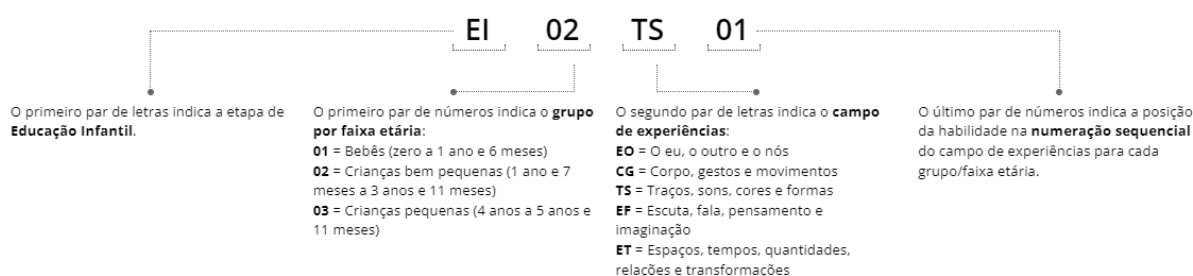 EI 02 TS 01
O primeiro par de letras indica a etapa de
Educação Infantil.
O primeiro par de números indica o grupo
por faixa etária:
01 = Bebês (zero a 1 ano e 6 meses)
02 = Crianças bem pequenas (1 ano e 7
meses a 3 anos e 11 meses)
03 = Crianças pequenas (4 anos a 5 anos e
11 meses)
O segundo par de letras indica o campo
de experiências:
EO = O eu, o outro e o nós
CG = Corpo, gestos e movimentos
TS = Traços, sons, cores e formas
EF = Escuta, fala, pensamento e
imaginação
ET = Espaços, tempos, quantidades,
relações e transformações
O último par de números indica a posição
da habilidade na numeração sequencial
do campo de experiências para cada
grupo/faixa etária.